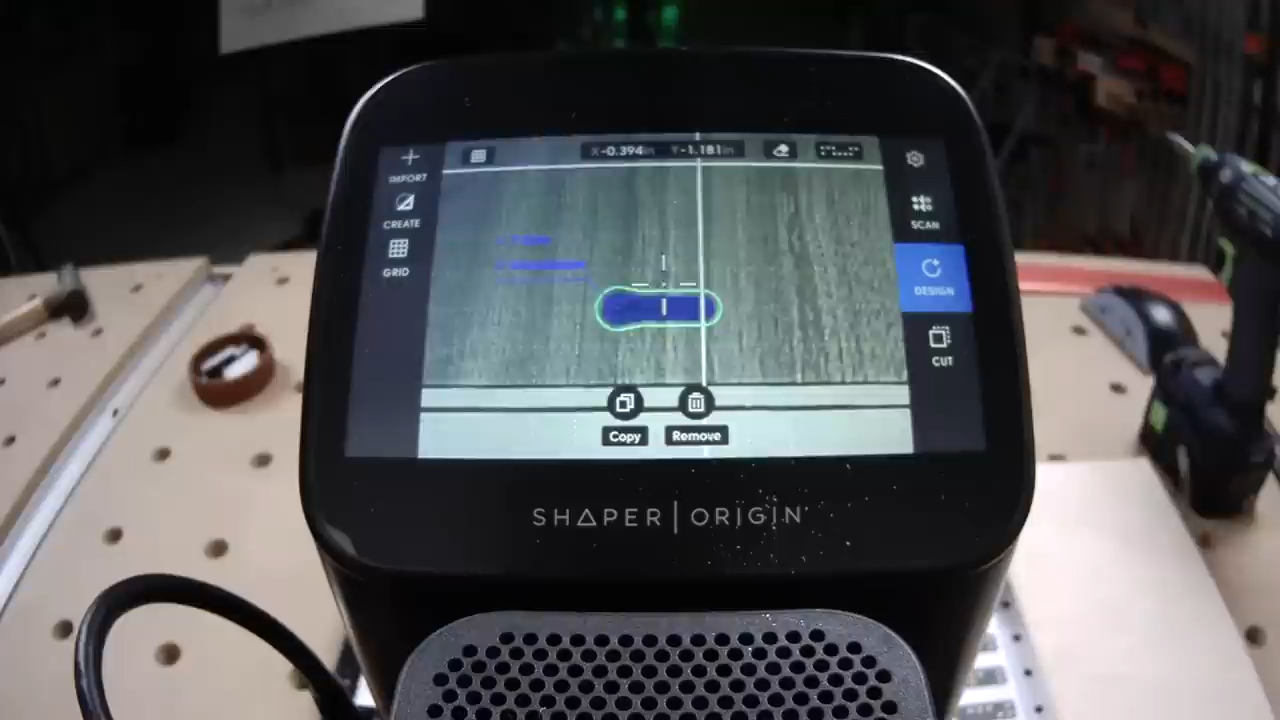 IMPORT
CREATE
GRID
X-0.394in Y-1.181in
SCAN
DESIGN
CUT
Copy Remove
SHAPER | ORIGIN